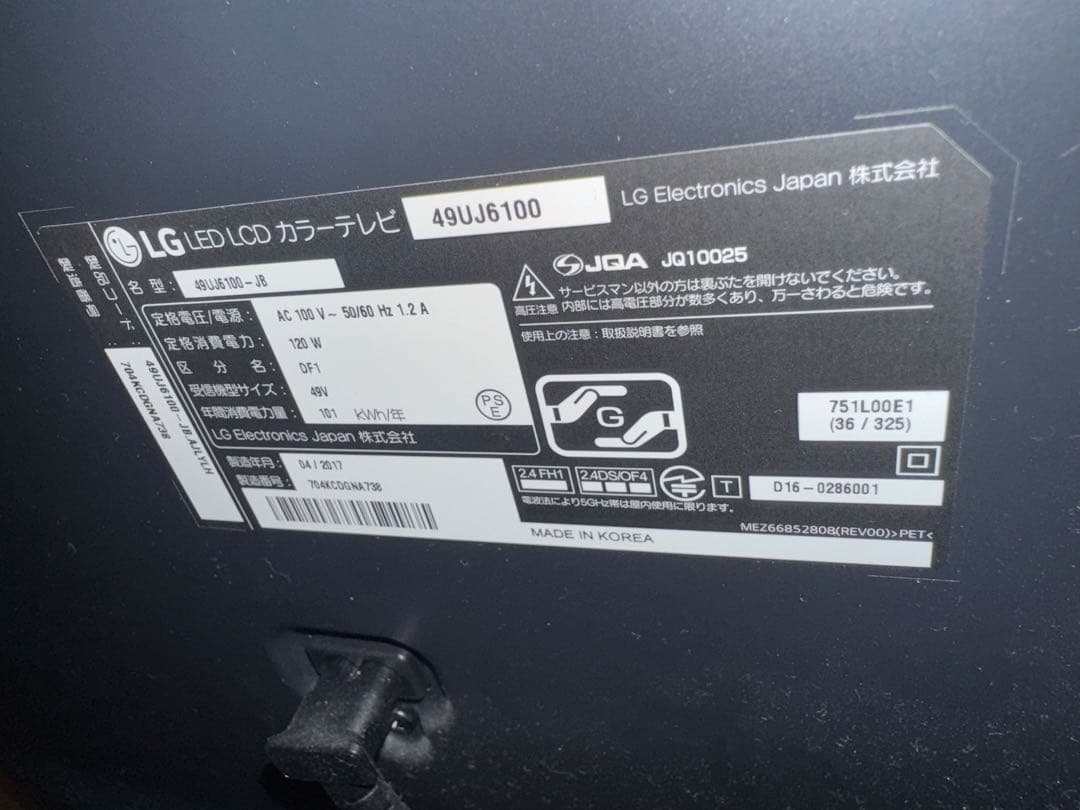 LG LED LCD カラーテレビ 49UJ6100 LG Electronics Japan 株式会社
型名: 49UJ6100-JB
定格電圧/電源: AC 100 V ~ 50/60 Hz 1.2 A
定格消費電力: 120 W
区分名: DF1
受信機型サイズ: 49V
年間消費電力量: 101 kWh/年
PS E
LG Electronics Japan 株式会社
製造年月: 04/2017
製造番号: 704KCDGNA738
49UJ6100-JB.AJLYLH
704KCDGNA738
JQA JQ10025
サービスマン以外の方は裏ぶたを開けないでください。
高圧注意 内部には高電圧部分が数多くあり、万一さわると危険です。
使用上の注意:取扱説明書を参照
G
751L00E1
(36 / 325)
2.4 FH1 2.4DS/OF4 T D16-0286001
電波法により5GHz帯は屋内使用に限ります。
MADE IN KOREA
MEZ66852808(REV00)>PET<